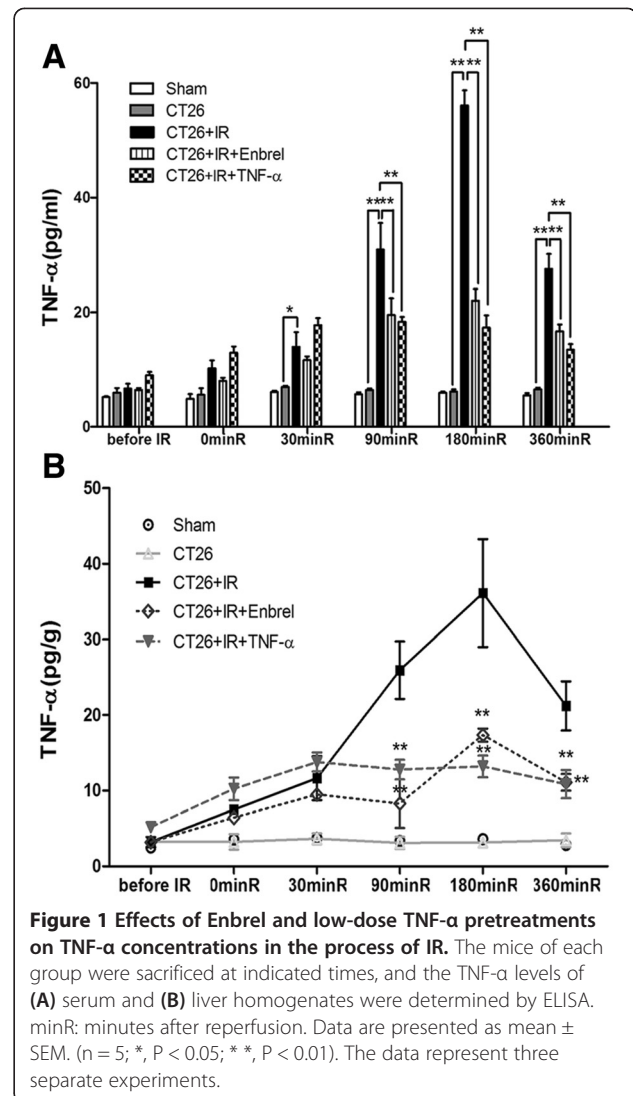 A
Sham
CT26
CT26+IR
CT26+IR+Enbrel
CT26+IR+TNF-α
TNF-α(pg/ml)
60
40
20
0
*
** ** **
** ** **
** ** **
before IR 0minR 30minR 90minR 180minR 360minR
B
Sham
CT26
CT26+IR
CT26+IR+Enbrel
CT26+IR+TNF-α
TNF-α(pg/g)
50
40
30
20
10
0
** **
** **
** **
before IR 0minR 30minR 90minR 180minR 360minR
Figure 1 Effects of Enbrel and low-dose TNF-α pretreatments
on TNF-α concentrations in the process of IR. The mice of each
group were sacrificed at indicated times, and the TNF-α levels of
(A) serum and (B) liver homogenates were determined by ELISA.
minR: minutes after reperfusion. Data are presented as mean ±
SEM. (n = 5; *, P < 0.05; * *, P < 0.01). The data represent three
separate experiments.